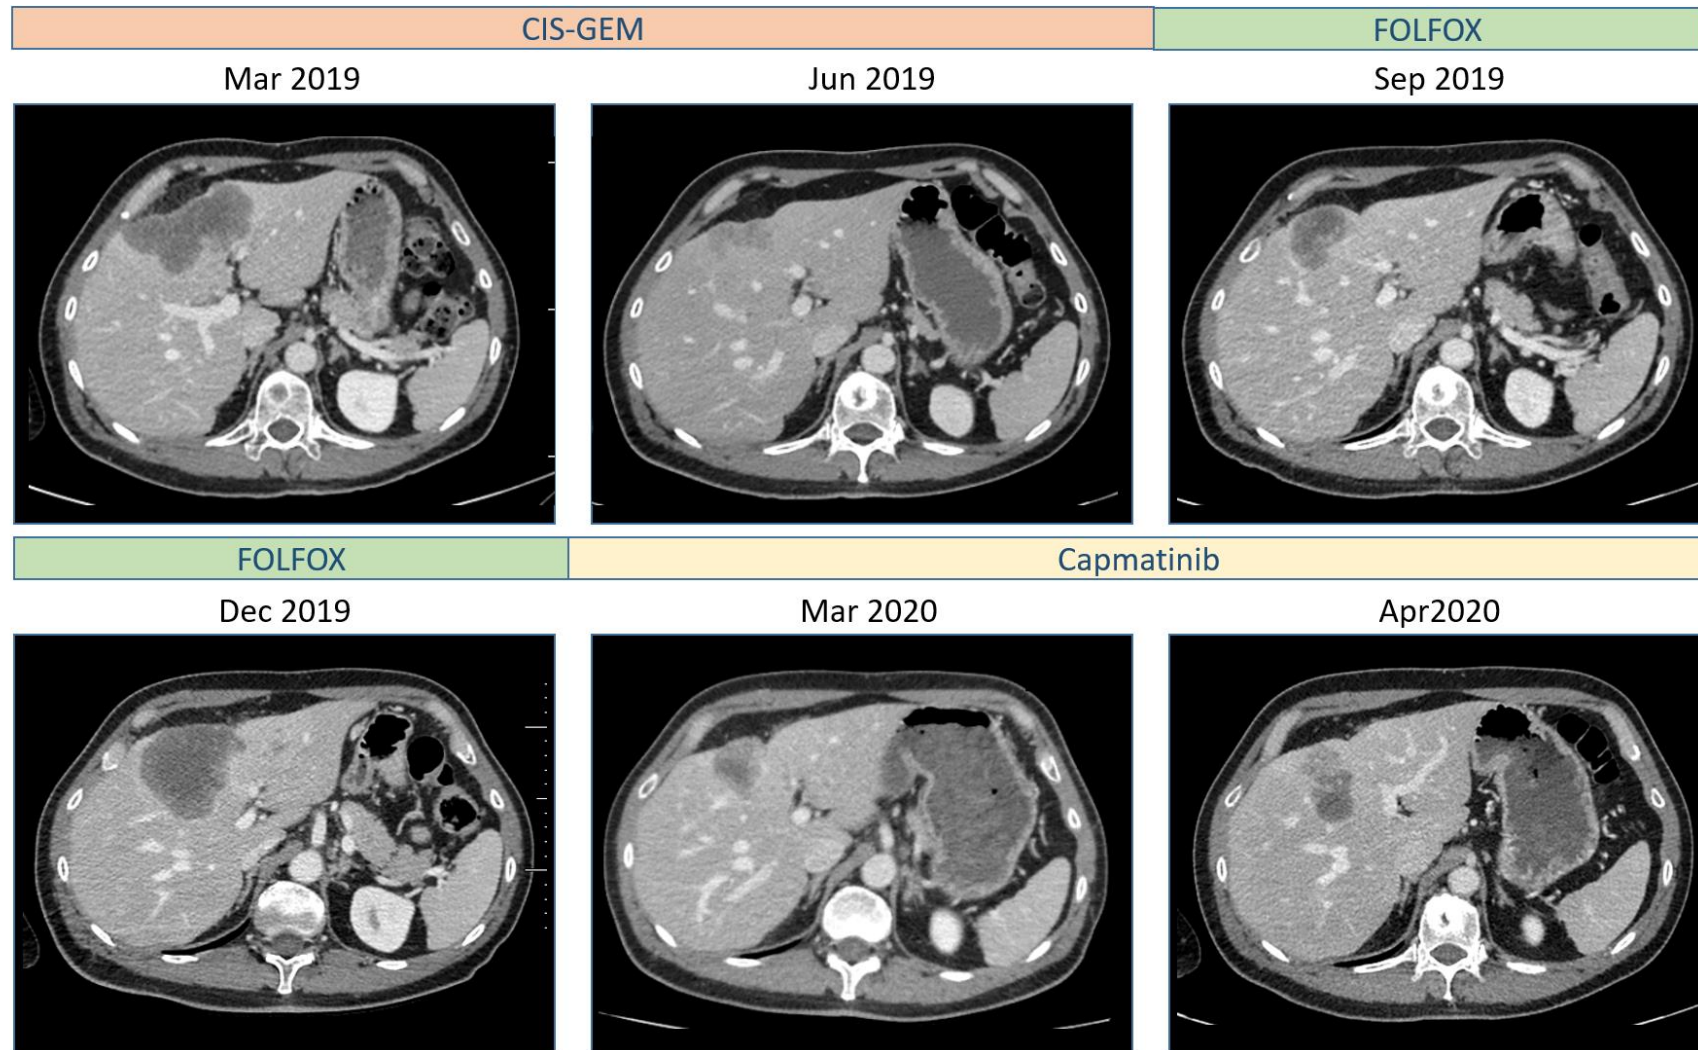 CIS-GEM
FOLFOX
Mar 2019
Jun 2019
Sep 2019
FOLFOX
Capmatinib
Dec 2019
Mar 2020
Apr2020